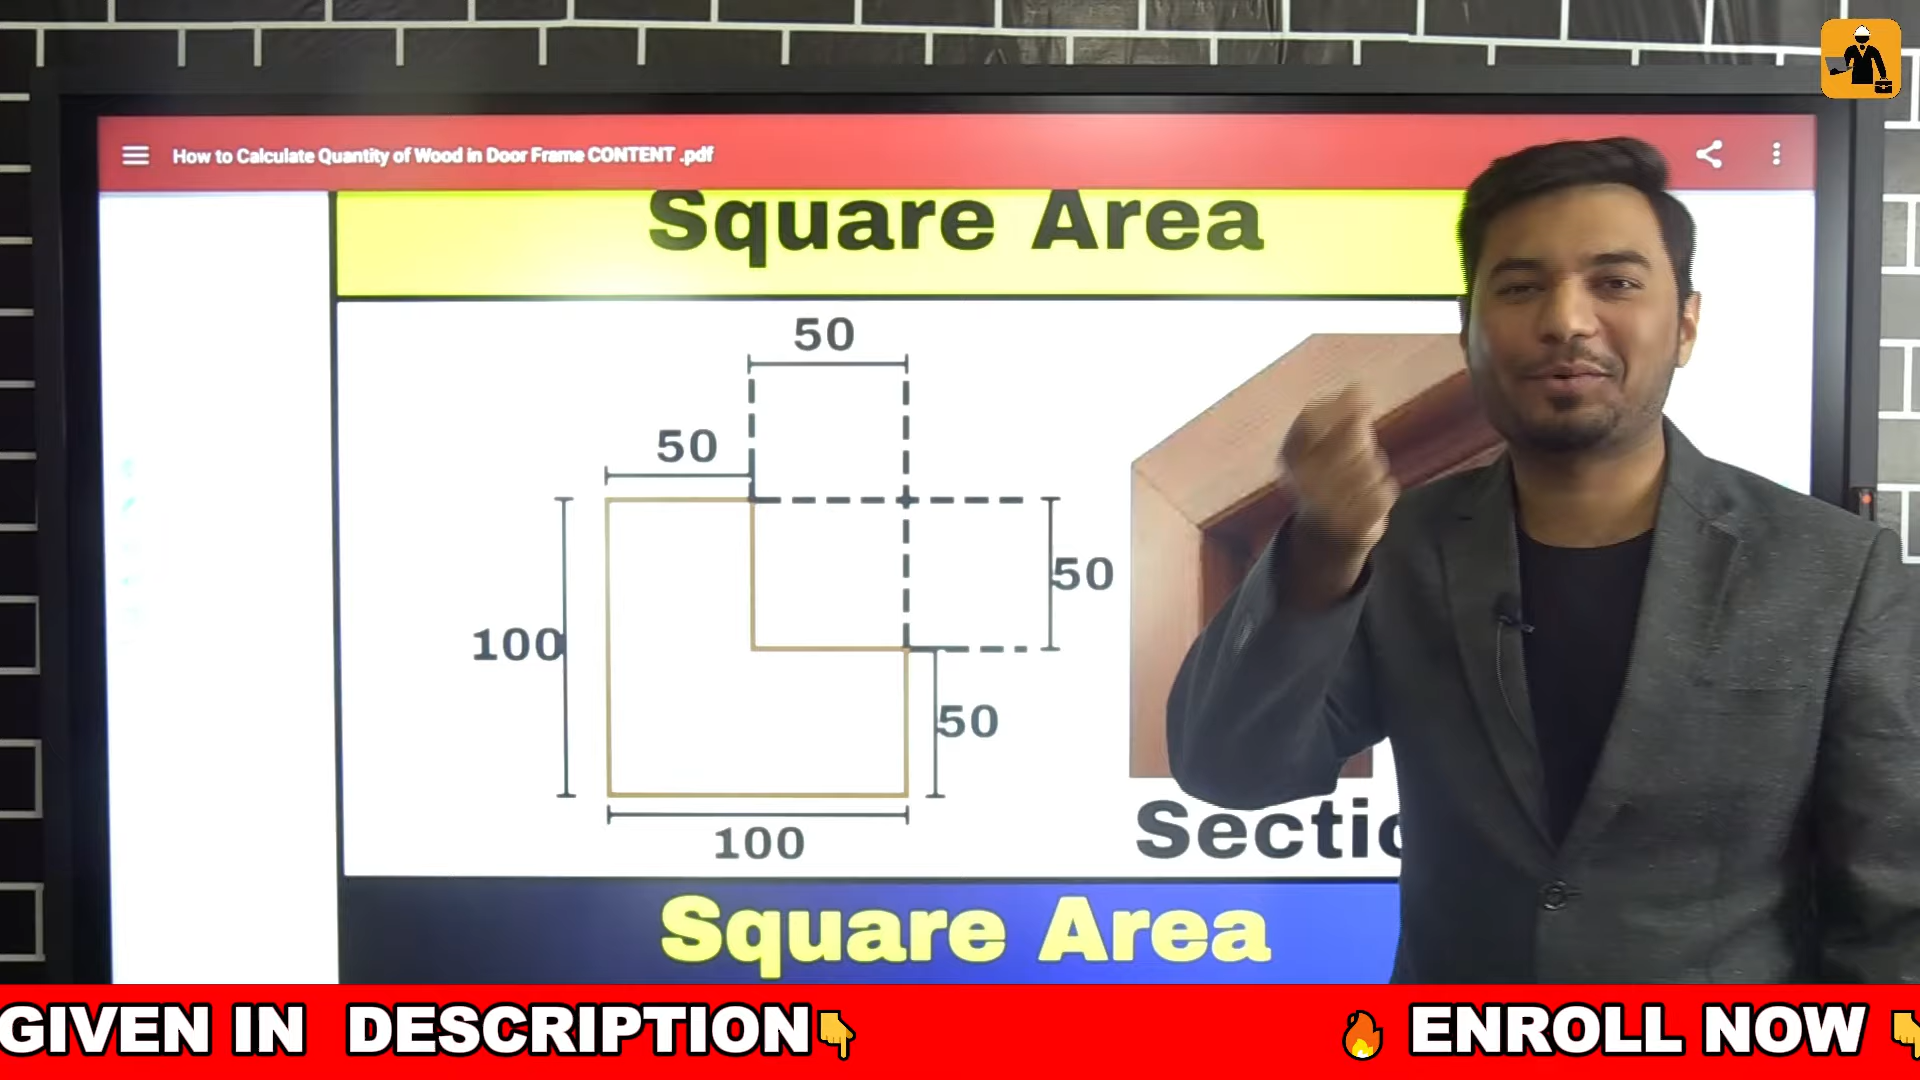 How to Calculate Quantity of Wood in Door Frame CONTENT .pdf
Square Area
50
50
50
100
50
100
Sectio
Square Area
GIVEN IN DESCRIPTION👇
🔥 ENROLL NOW 👇